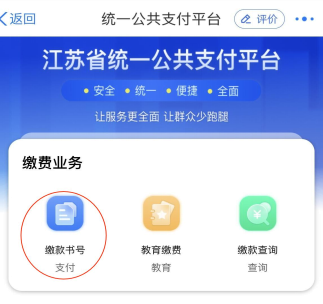 返回 统一公共支付平台 评价
江苏省统一公共支付平台
安全 • 统一 • 便捷 • 全面
让服务更全面 让群众少跑腿
缴费业务
缴款书号 教育缴费 缴款查询
支付 教育 查询